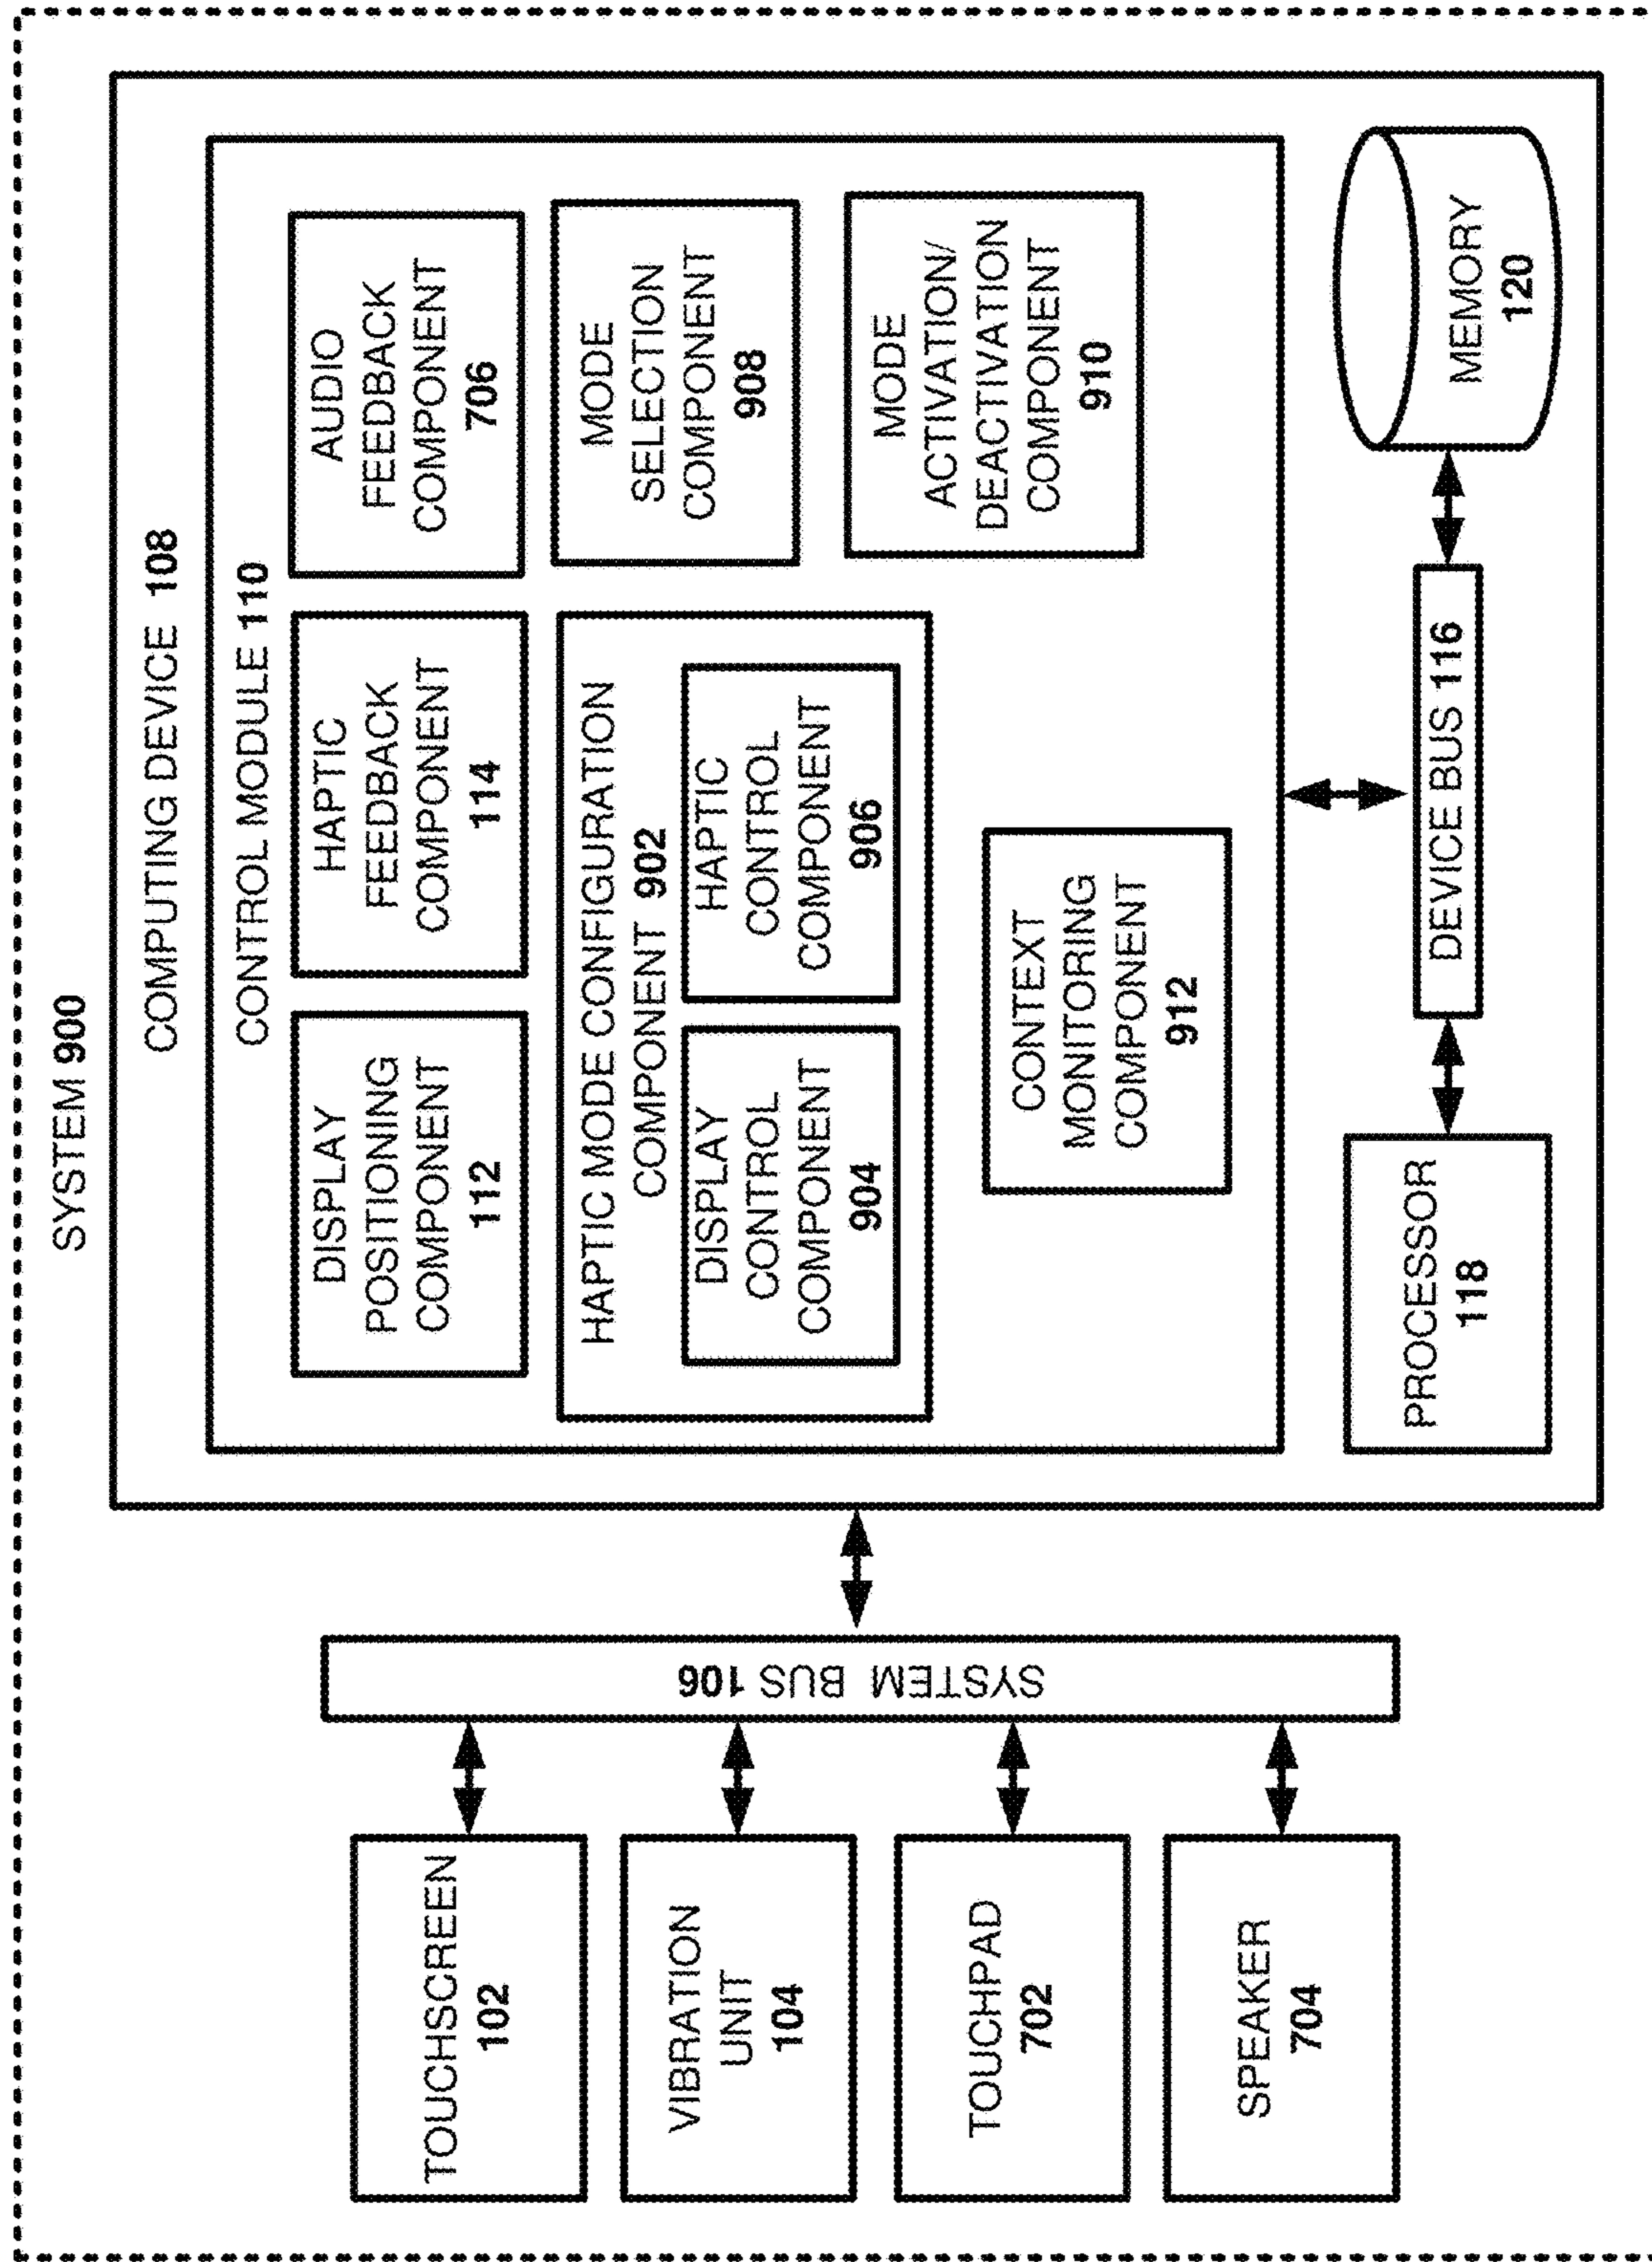 SYSTEM 900
TOUCHSCREEN
102
VIBRATION
UNIT
104
TOUCHPAD
702
SPEAKER
704
SYSTEM BUS 106
COMPUTING DEVICE 108
CONTROL MODULE 110
DISPLAY
POSITIONING
COMPONENT
112
HAPTIC
FEEDBACK
COMPONENT
114
AUDIO
FEEDBACK
COMPONENT
706
HAPTIC MODE CONFIGURATION
COMPONENT 902
DISPLAY
CONTROL
COMPONENT
904
HAPTIC
CONTROL
COMPONENT
906
MODE
SELECTION
COMPONENT
908
CONTEXT
MONITORING
COMPONENT
912
MODE
ACTIVATION/
DEACTIVATION
COMPONENT
910
PROCESSOR
118
DEVICE BUS 116
MEMORY
120